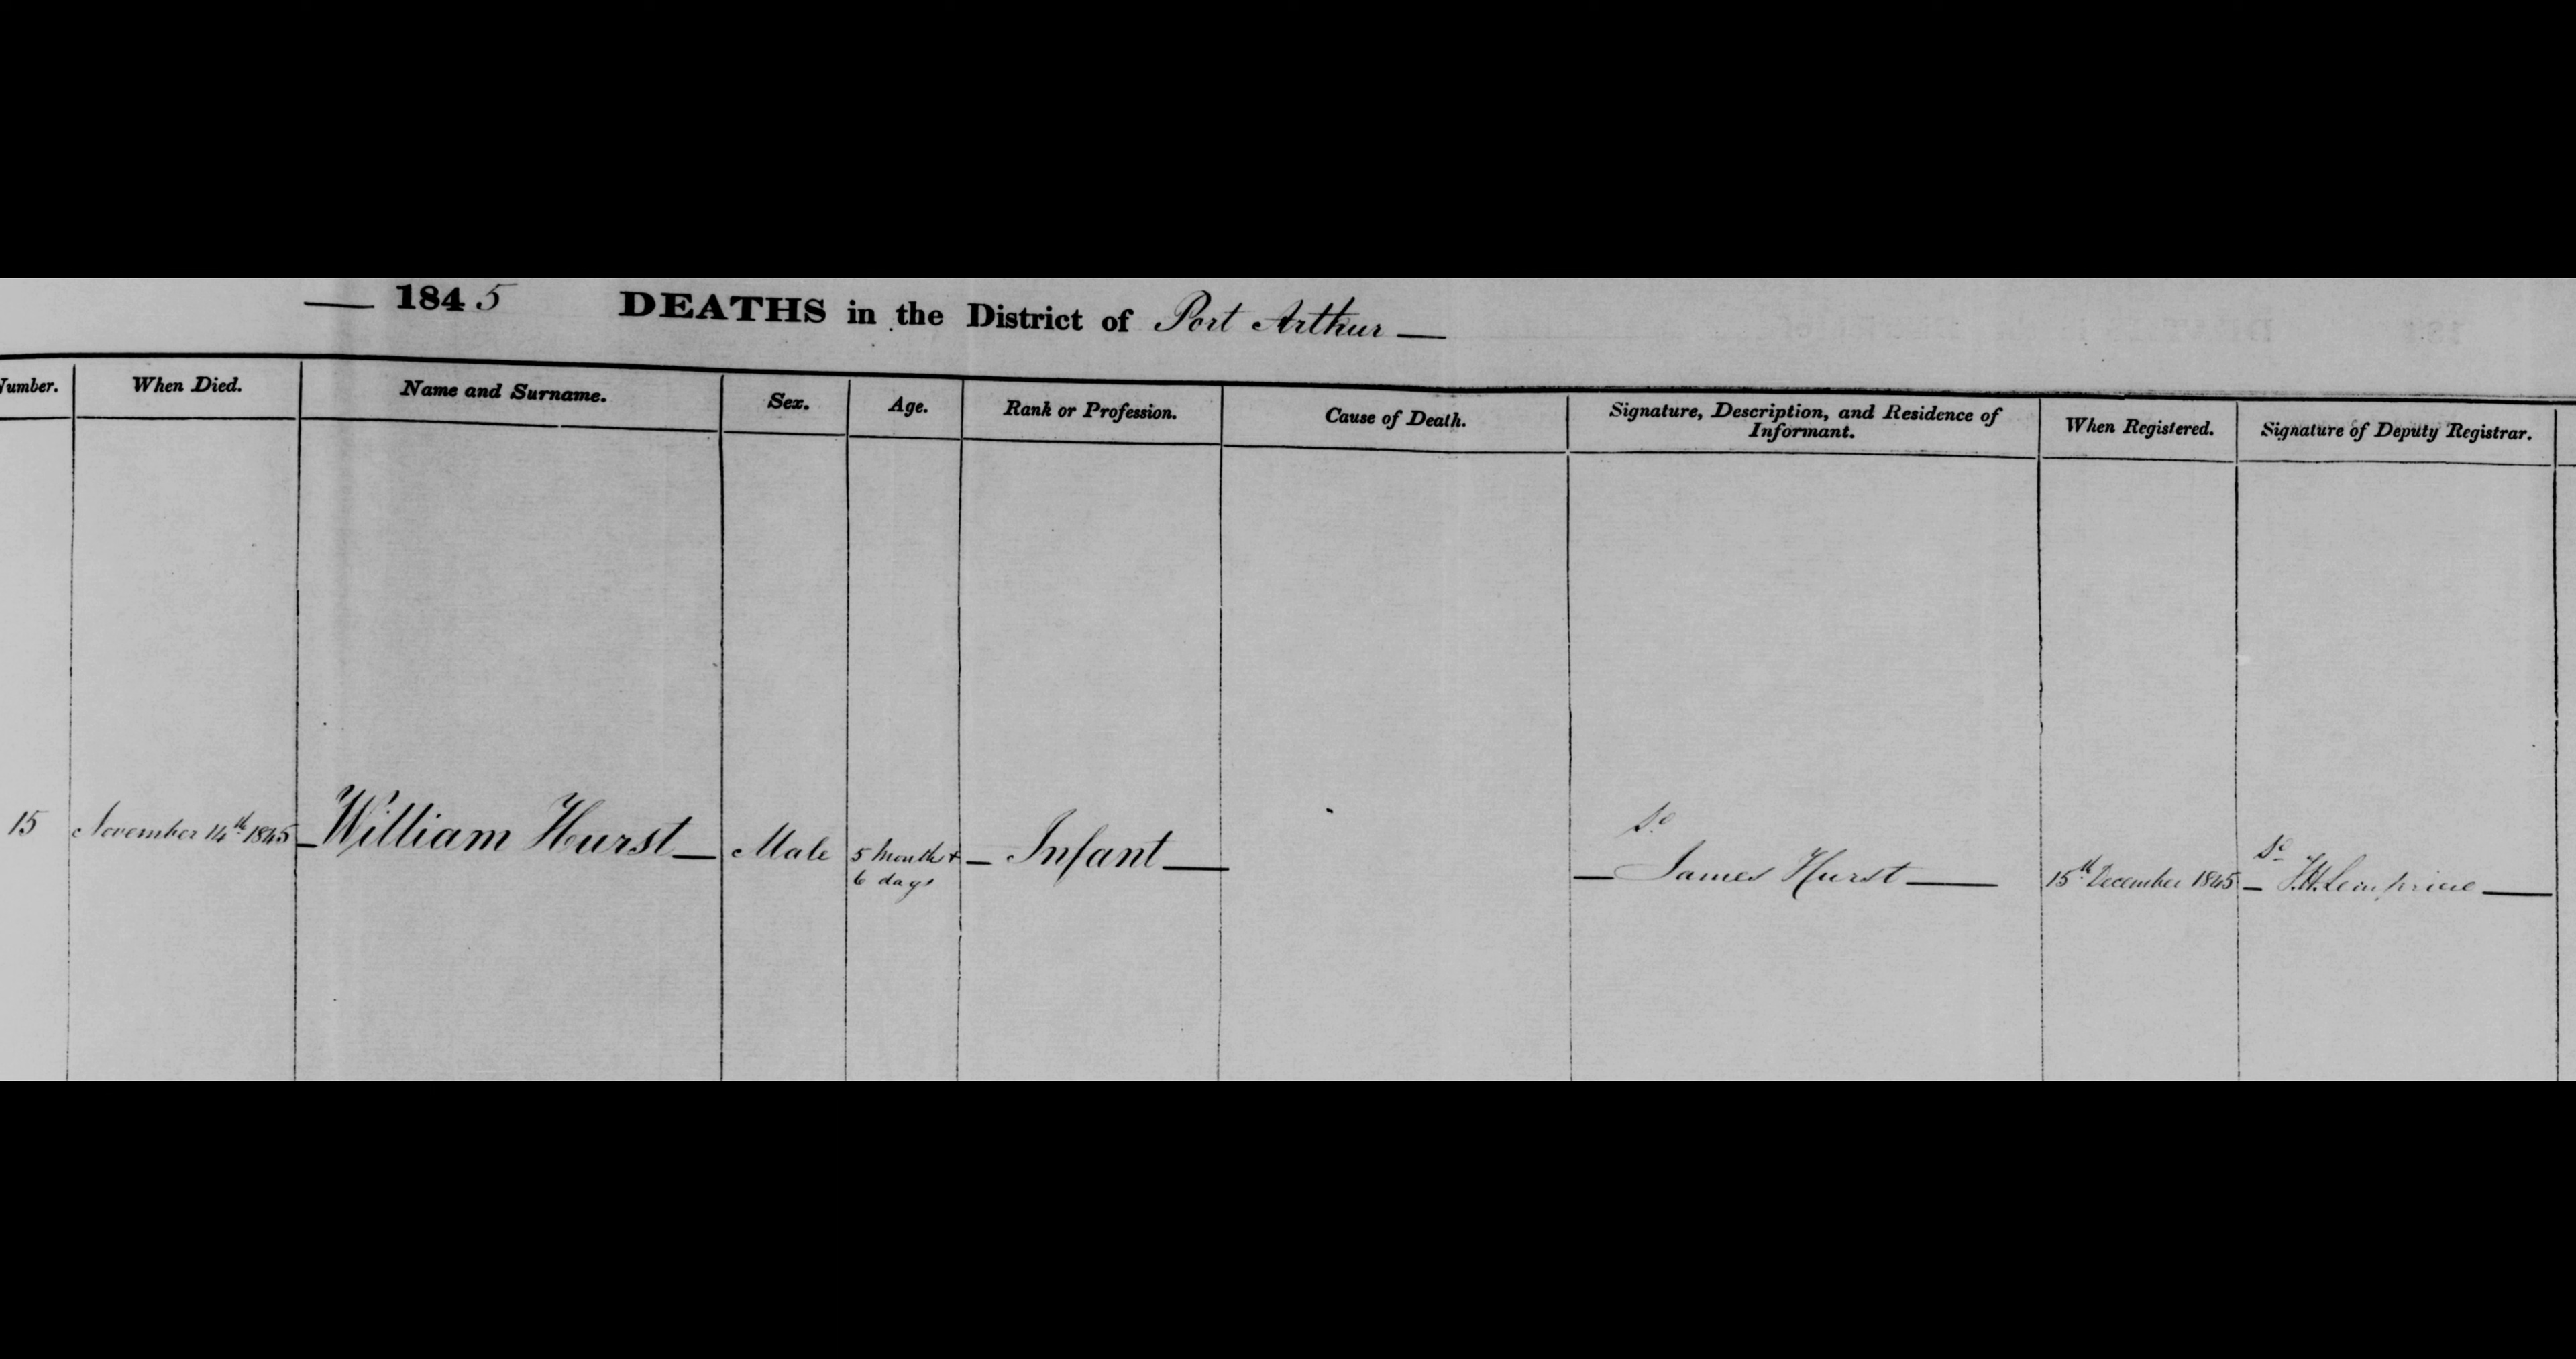 1845 DEATHS in the District of Port Arthur
Number. When Died. Name and Surname. Sex. Age. Rank or Profession. Cause of Death. Signature, Description, and Residence of Informant. When Registered. Signature of Deputy Registrar.
15 November 14th 1845 William Hurst Male 5 months & 6 days Infant James Hurst 15th December 1845